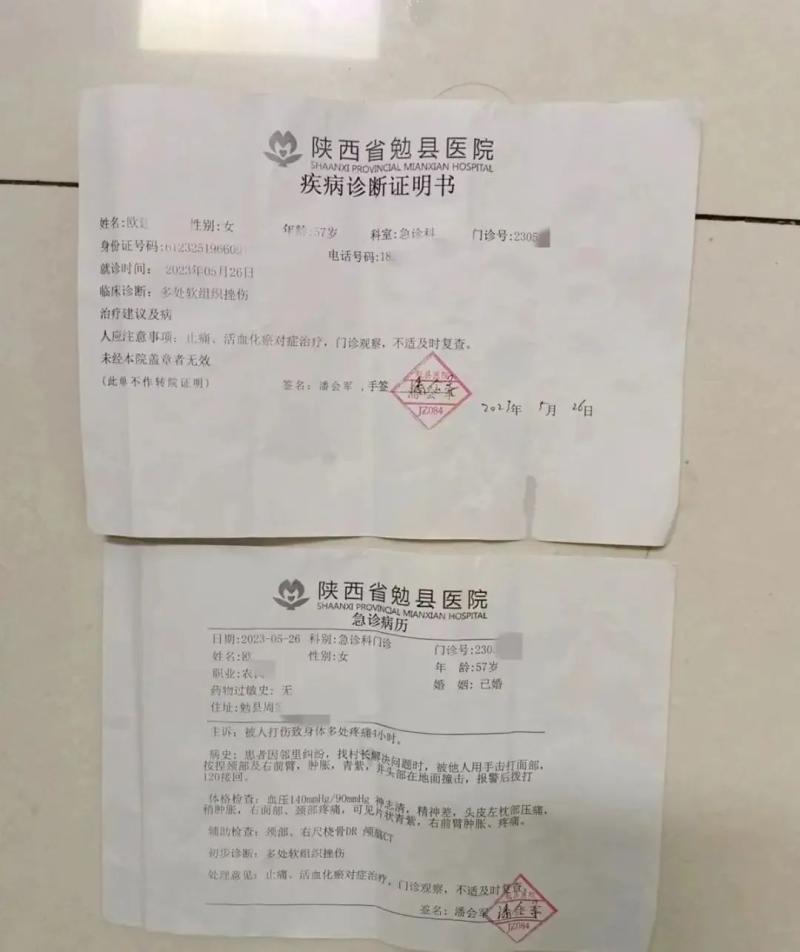 陕西省勉县医院
SHAANXI PROVINCIAL MIANXIAN HOSPITAL
疾病诊断证明书
姓名:欧 性别:女 年龄:57岁 科室:急诊科 门诊号:2305
身份证号码:61232519660 电话号码:18
就诊时间: 2023年05月26日
临床诊断: 多处软组织挫伤
治疗建议及病
人应注意事项: 止痛、活血化瘀对症治疗,门诊观察,不适及时复查。
未经本院盖章者无效
(此单不作转院证明) 签名: 潘会军 ,手签 潘会军 2023年 5月 26日
JZ084
陕西省勉县医院
SHAANXI PROVINCIAL MIANXIAN HOSPITAL
急诊病历
日期:2023-05-26 科别:急诊科门诊 门诊号:230
姓名:欧 性别:女 年 龄:57岁
职业:农 婚 姻: 已婚
药物过敏史: 无
住址:勉县周
主诉: 被人打伤致身体多处疼痛4小时。
病史: 患者因邻里纠纷, 找村长解决问题时, 被他人用手击打面部,
按捏颈部及右前臂, 肿胀, 青紫, 并头部在地面撞击, 报警后拨打
120接回。
体格检查: 血压140mmHg/90mmHg 神志清, 精神差, 头皮左枕部压痛,
稍肿胀, 右面部、颈部疼痛, 可见片状青紫, 右前臂肿胀、疼痛。
辅助检查: 颈部、右尺桡骨DR 颅脑CT
初步诊断: 多处软组织挫伤
处理意见: 止痛、活血化瘀对症治疗, 门诊观察, 不适及时复查。
签名: 潘会军 潘会军
JZ084